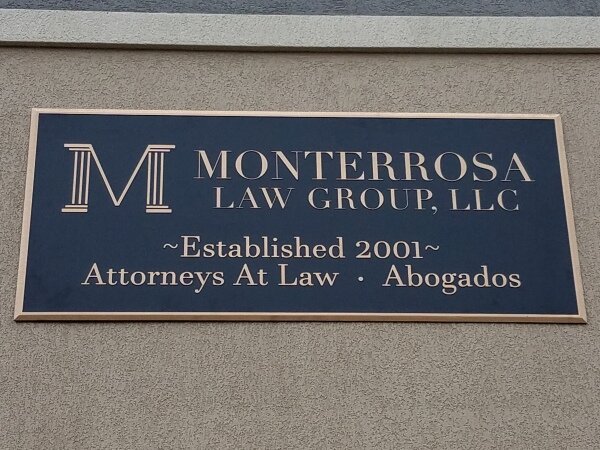 M MONTERROSA
LAW GROUP, LLC
~Established 2001~
Attorneys At Law · Abogados